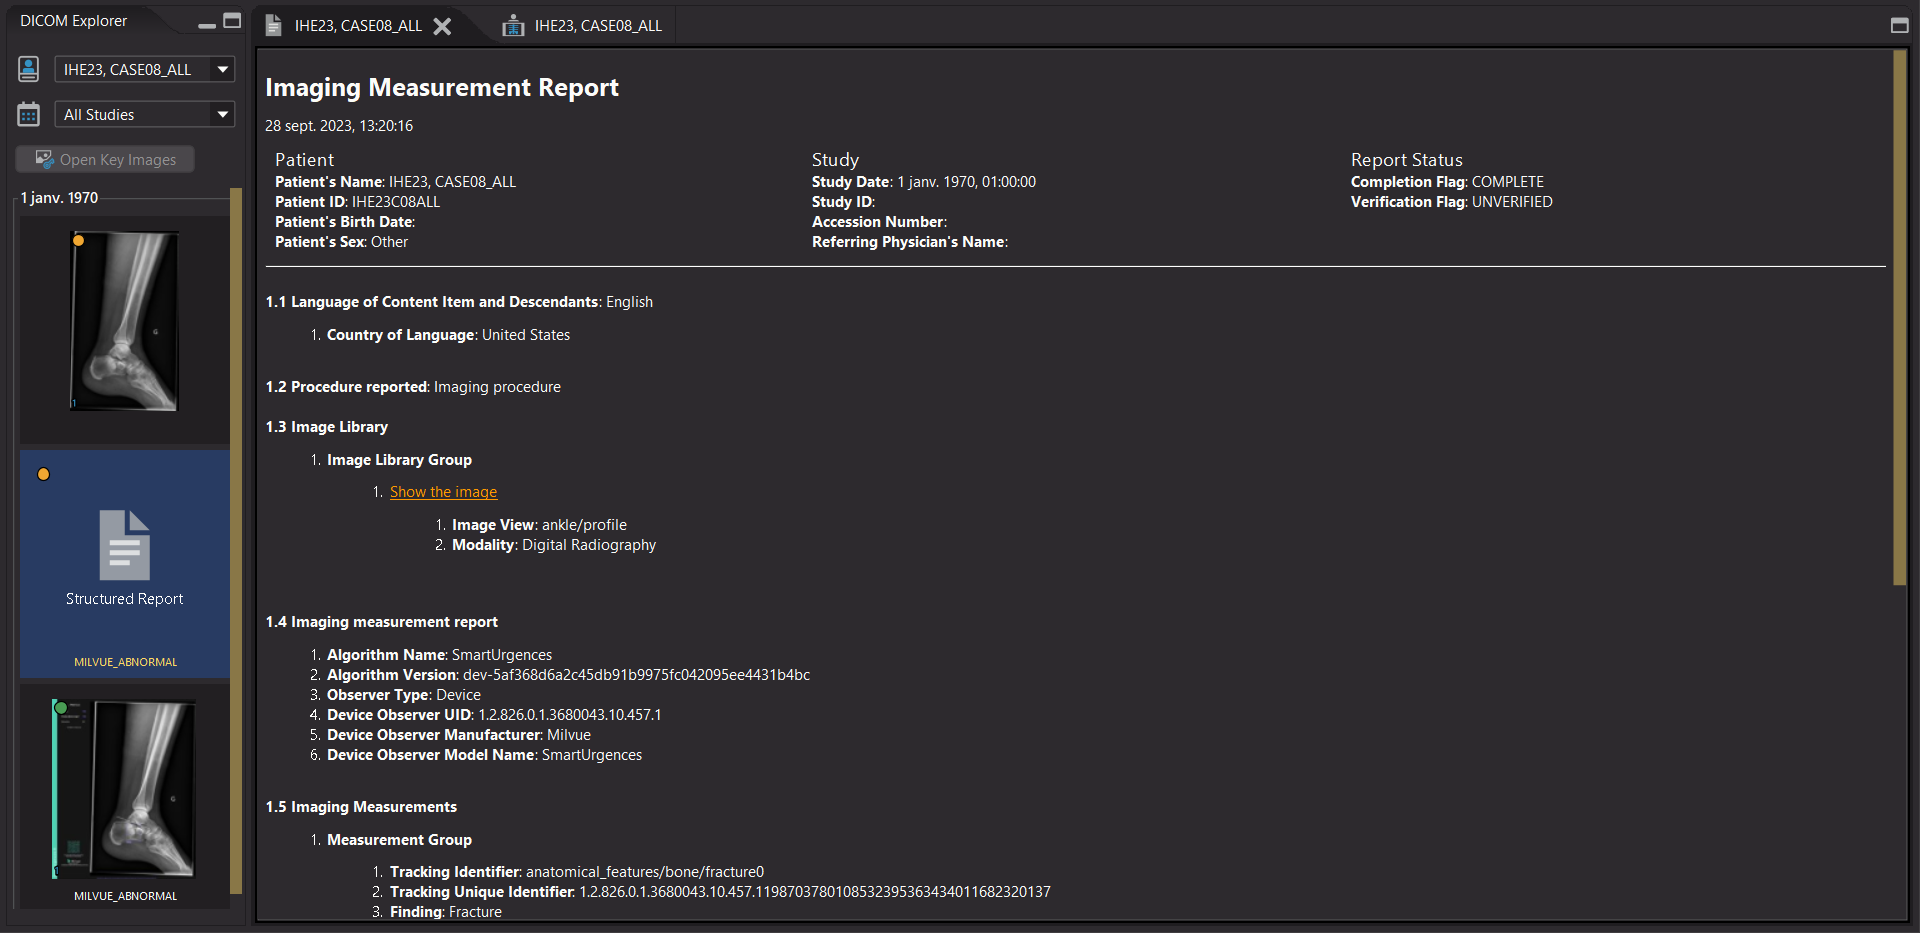 DICOM Explorer
IHE23, CASE08_ALL
All Studies
Open Key Images
1 janv. 1970
G
1
Structured Report
MILVUE_ABNORMAL
G
MILVUE_ABNORMAL
IHE23, CASE08_ALL
IHE23, CASE08_ALL
Imaging Measurement Report
28 sept. 2023, 13:20:16
Patient
Patient's Name: IHE23, CASE08_ALL
Patient ID: IHE23C08ALL
Patient's Birth Date:
Patient's Sex: Other
Study
Study Date: 1 janv. 1970, 01:00:00
Study ID:
Accession Number:
Referring Physician's Name:
Report Status
Completion Flag: COMPLETE
Verification Flag: UNVERIFIED
1.1 Language of Content Item and Descendants: English
1. Country of Language: United States
1.2 Procedure reported: Imaging procedure
1.3 Image Library
1. Image Library Group
1. Show the image
1. Image View: ankle/profile
2. Modality: Digital Radiography
1.4 Imaging measurement report
1. Algorithm Name: SmartUrgences
2. Algorithm Version: dev-5af368d6a2c45db91b9975fc042095ee4431b4bc
3. Observer Type: Device
4. Device Observer UID: 1.2.826.0.1.3680043.10.457.1
5. Device Observer Manufacturer: Milvue
6. Device Observer Model Name: SmartUrgences
1.5 Imaging Measurements
1. Measurement Group
1. Tracking Identifier: anatomical_features/bone/fracture0
2. Tracking Unique Identifier: 1.2.826.0.1.3680043.10.457.1198703780108532395363434011682320137
3. Finding: Fracture